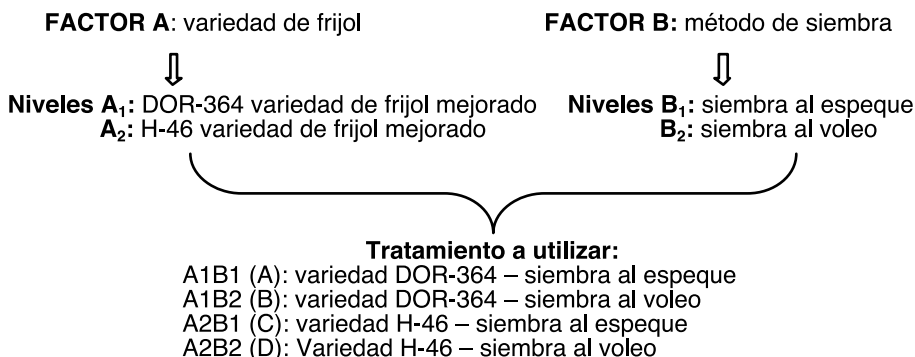 FACTOR A: variedad de frijol
FACTOR B: método de siembra
Niveles A₁: DOR-364 variedad de frijol mejorado
A₂: H-46 variedad de frijol mejorado
Niveles B₁: siembra al espeque
B₂: siembra al voleo
Tratamiento a utilizar:
A1B1 (A): variedad DOR-364 – siembra al espeque
A1B2 (B): variedad DOR-364 – siembra al voleo
A2B1 (C): variedad H-46 – siembra al espeque
A2B2 (D): Variedad H-46 – siembra al voleo